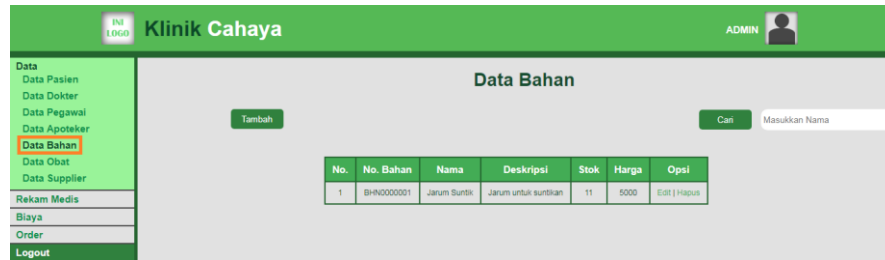 INI
LOGO
Klinik Cahaya
ADMIN
Data
Data Pasien
Data Dokter
Data Pegawai
Data Apoteker
Data Bahan
Data Obat
Data Supplier
Rekam Medis
Biaya
Order
Logout
Data Bahan
Tambah
Cari Masukkan Nama
No. No. Bahan Nama Deskripsi Stok Harga Opsi
1 BHN0000001 Jarum Suntik Jarum untuk suntikan 11 5000 Edit | Hapus